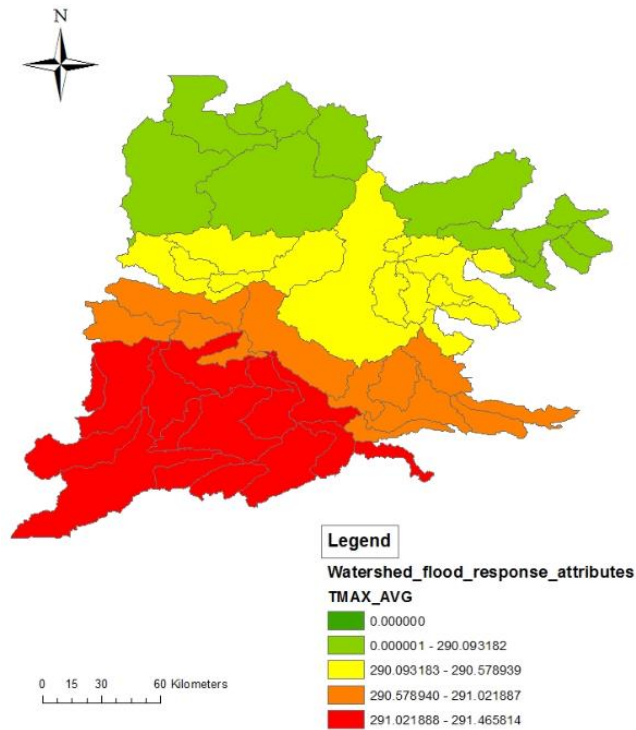 N
Legend
Watershed_flood_response_attributes
TMAX_AVG
0.000000
0.000001 - 290.093182
290.093183 - 290.578939
290.578940 - 291.021887
291.021888 - 291.465814
0 15 30 60 Kilometers